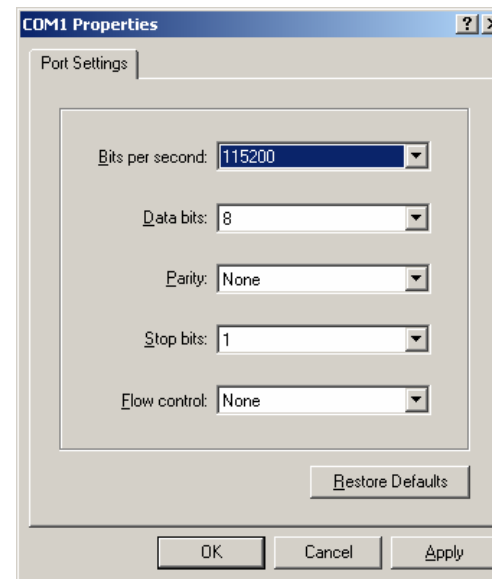 COM1 Properties
Port Settings
Bits per second: 115200
Data bits: 8
Parity: None
Stop bits: 1
Flow control: None
Restore Defaults
OK Cancel Apply